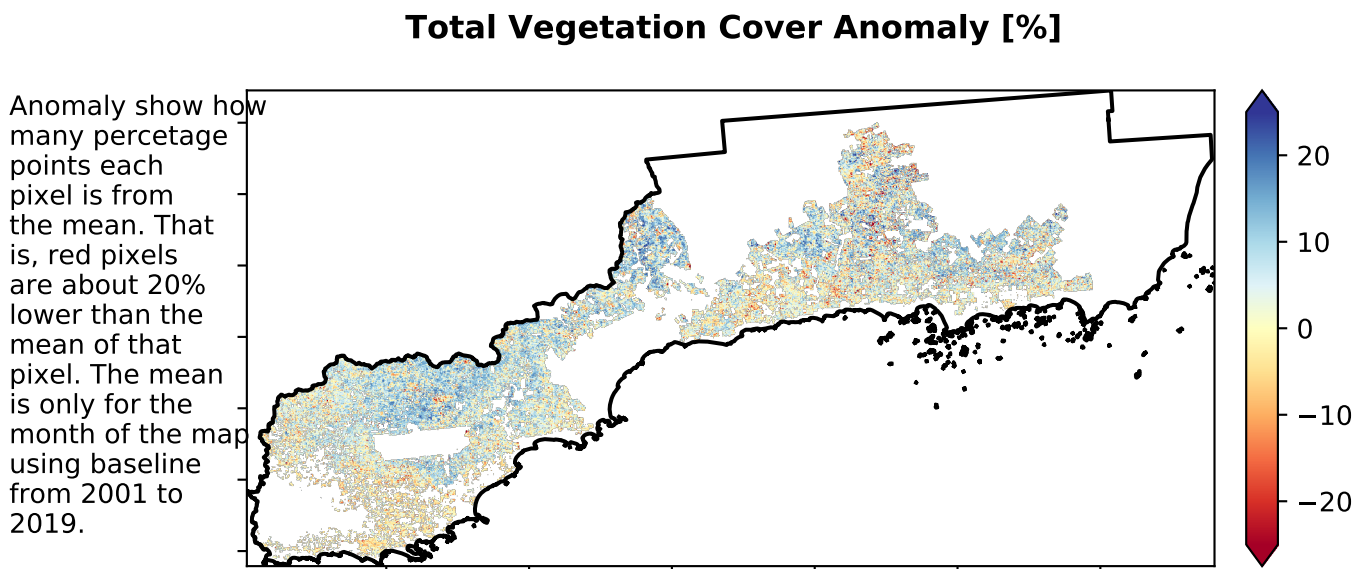 Total Vegetation Cover Anomaly [%]
Anomaly show how
many percetage
points each
pixel is from
the mean. That
is, red pixels
are about 20%
lower than the
mean of that
pixel. The mean
is only for the
month of the map
using baseline
from 2001 to
2019.
20
10
0
−10
−20